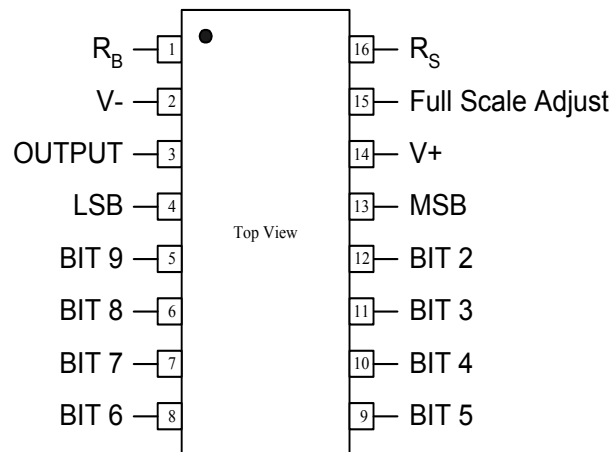 R_B 1 16 R_S
V- 2 15 Full Scale Adjust
OUTPUT 3 14 V+
LSB 4 13 MSB
Top View
BIT 9 5 12 BIT 2
BIT 8 6 11 BIT 3
BIT 7 7 10 BIT 4
BIT 6 8 9 BIT 5